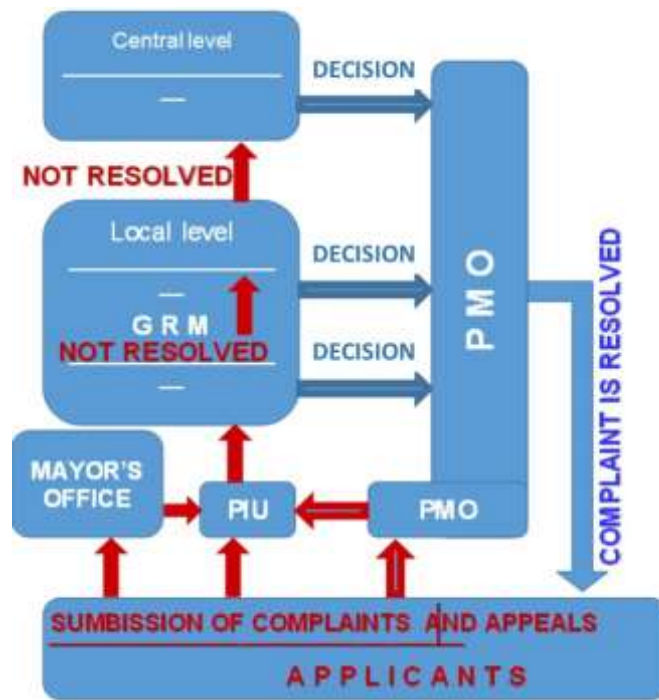 Central level
DECISION
—
NOT RESOLVED
Local level
DECISION
—
GRM
NOT RESOLVED
DECISION
—
PMO
COMPLAINT IS RESOLVED
MAYOR'S
OFFICE
PIU
PMO
SUMBISSION OF COMPLAINTS AND APPEALS
APPLICANTS